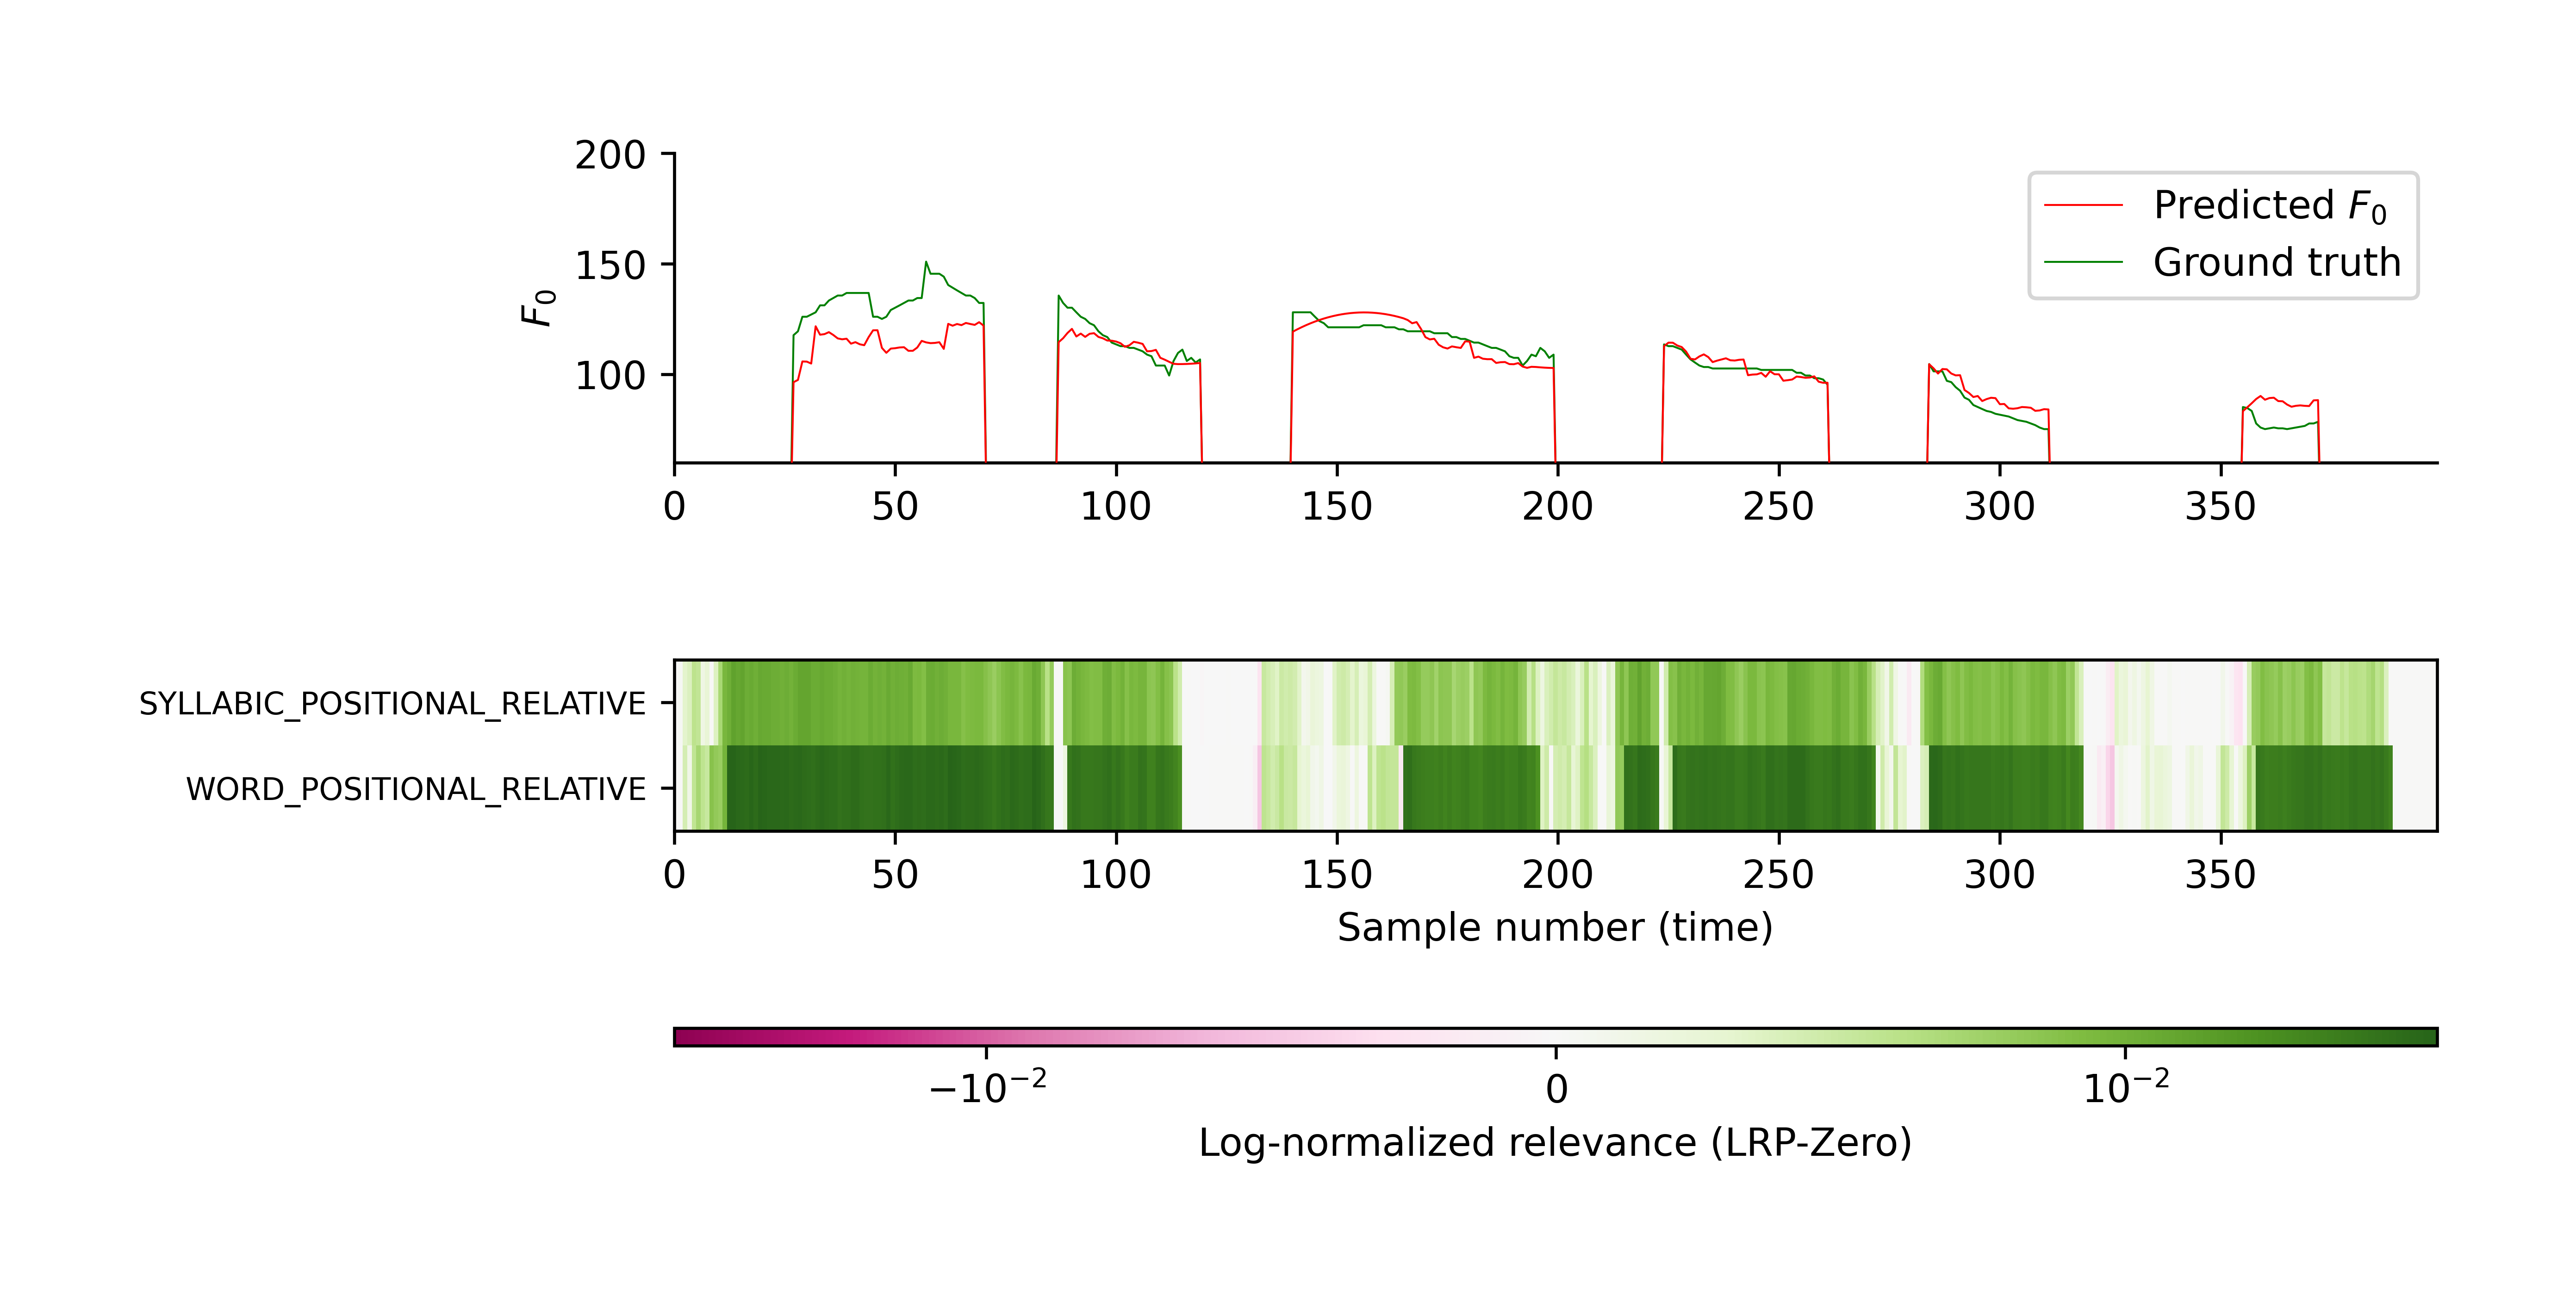 200
150
100
F₀
Predicted F₀
Ground truth
0 50 100 150 200 250 300 350
SYLLABIC_POSITIONAL_RELATIVE
WORD_POSITIONAL_RELATIVE
0 50 100 150 200 250 300 350
Sample number (time)
−10⁻² 0 10⁻²
Log-normalized relevance (LRP-Zero)